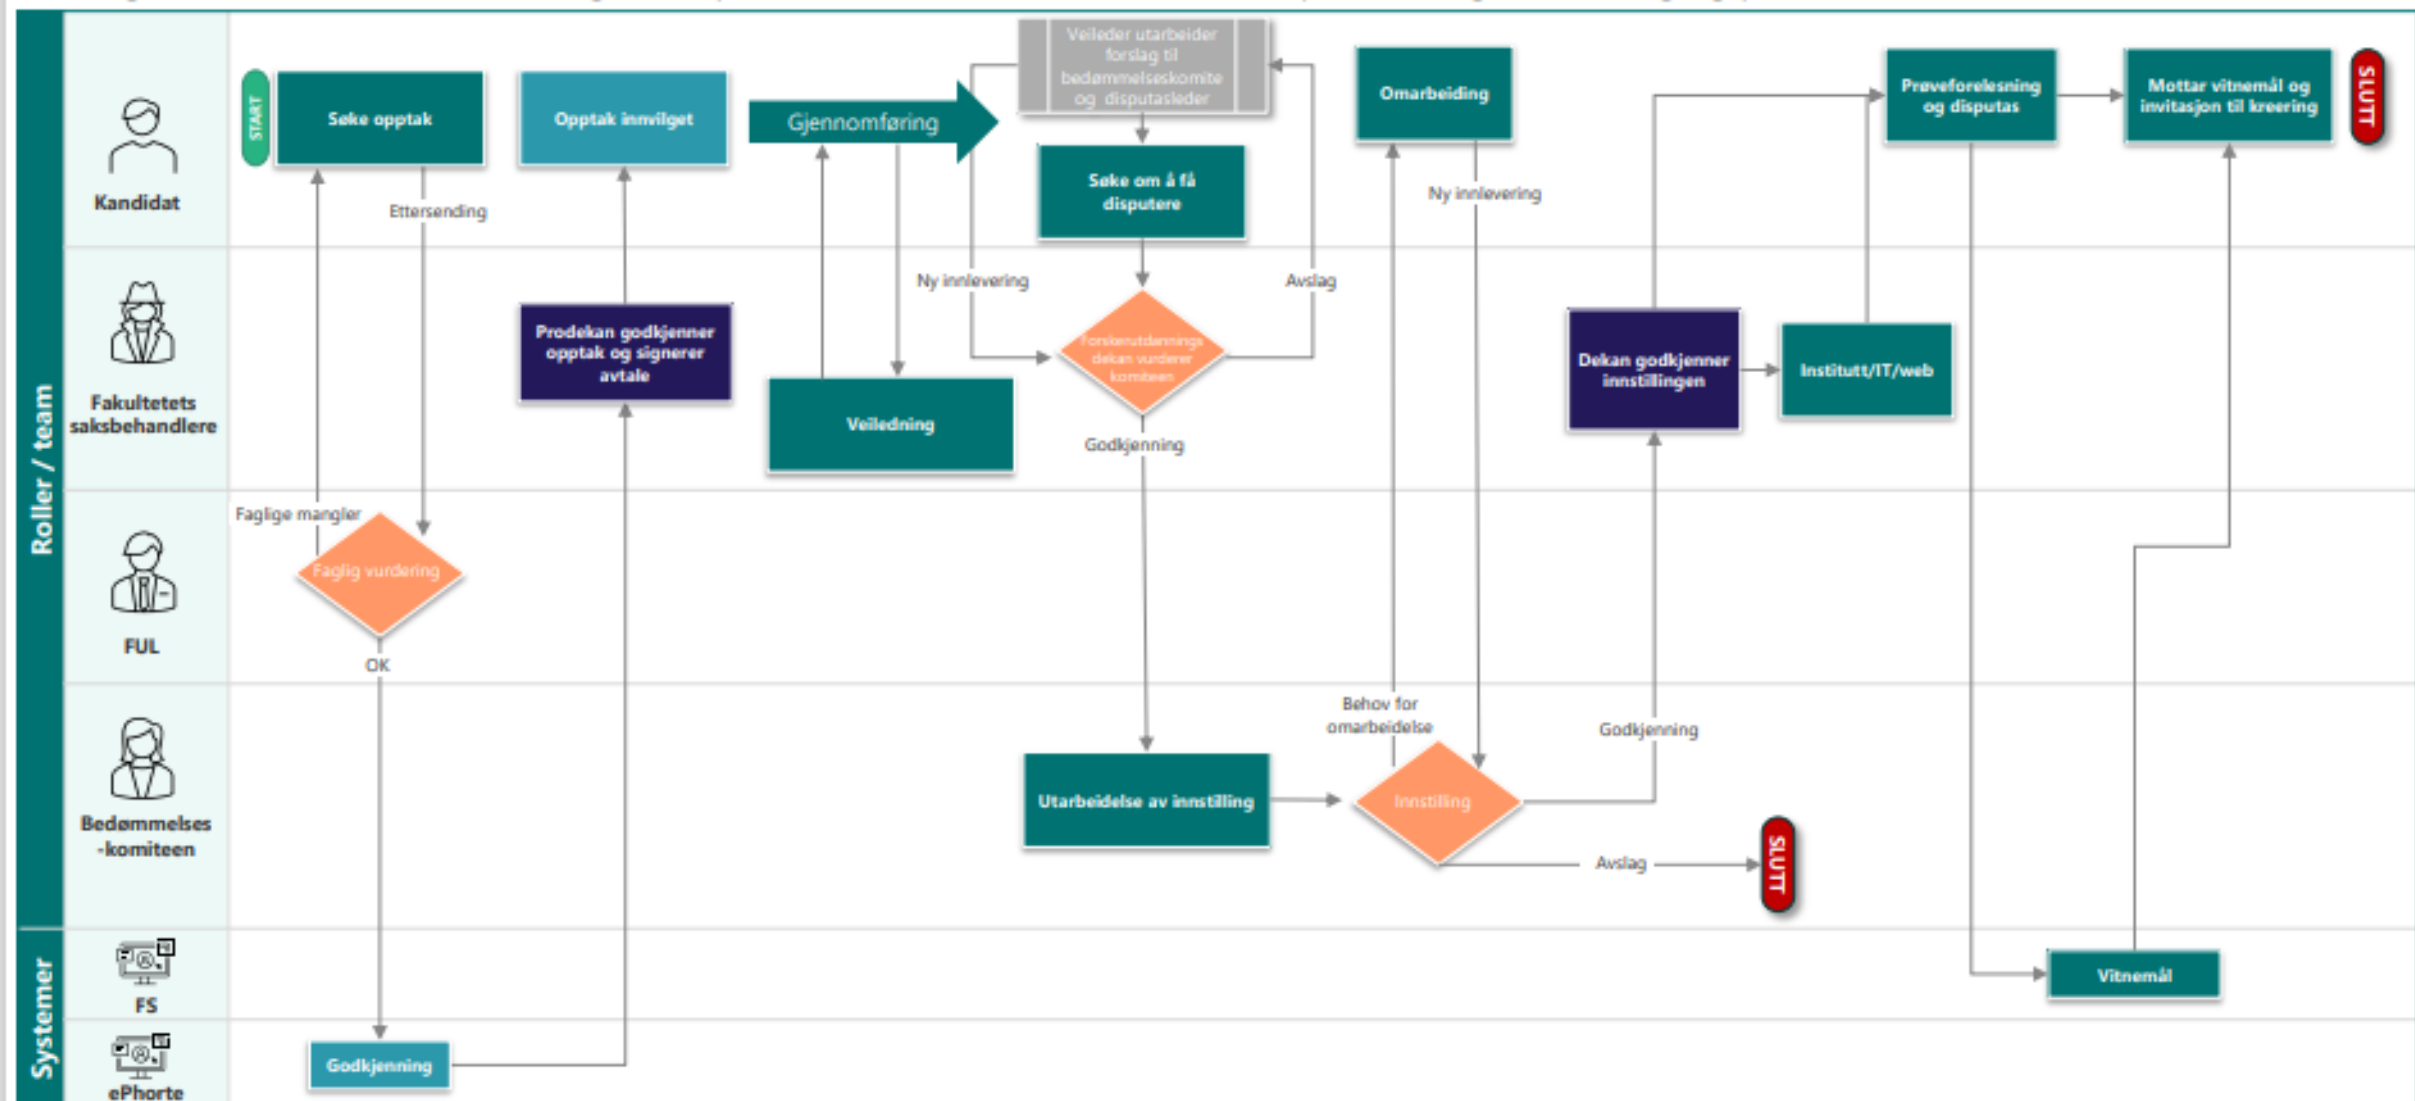 Roller / team
Systemer
Kandidat
START
Søke opptak
Opptak innvilget
Gjennomføring
Veileder utarbeider
forslag til
bedømmelseskomite
og disputasleder
Søke om å få
disputere
Omarbeiding
Prøveforelesning
og disputas
Mottar vitnemål og
invitasjon til kreering
SLUTT
Ettersending
Ny innlevering
Fakultetets
saksbehandlere
Prodekan godkjenner
opptak og signerer
avtale
Veiledning
Ny innlevering
Avslag
Forskerutdannings
dekan vurderer
komiteen
Godkjenning
Dekan godkjenner
innstillingen
Institutt/IT/web
FUL
Faglige mangler
Faglig vurdering
OK
Bedømmelses
-komiteen
Utarbeidelse av innstilling
Behov for
omarbeidelse
Innstilling
Godkjenning
Avslag
SLUTT
FS
Vitnemål
ePhorte
Godkjenning